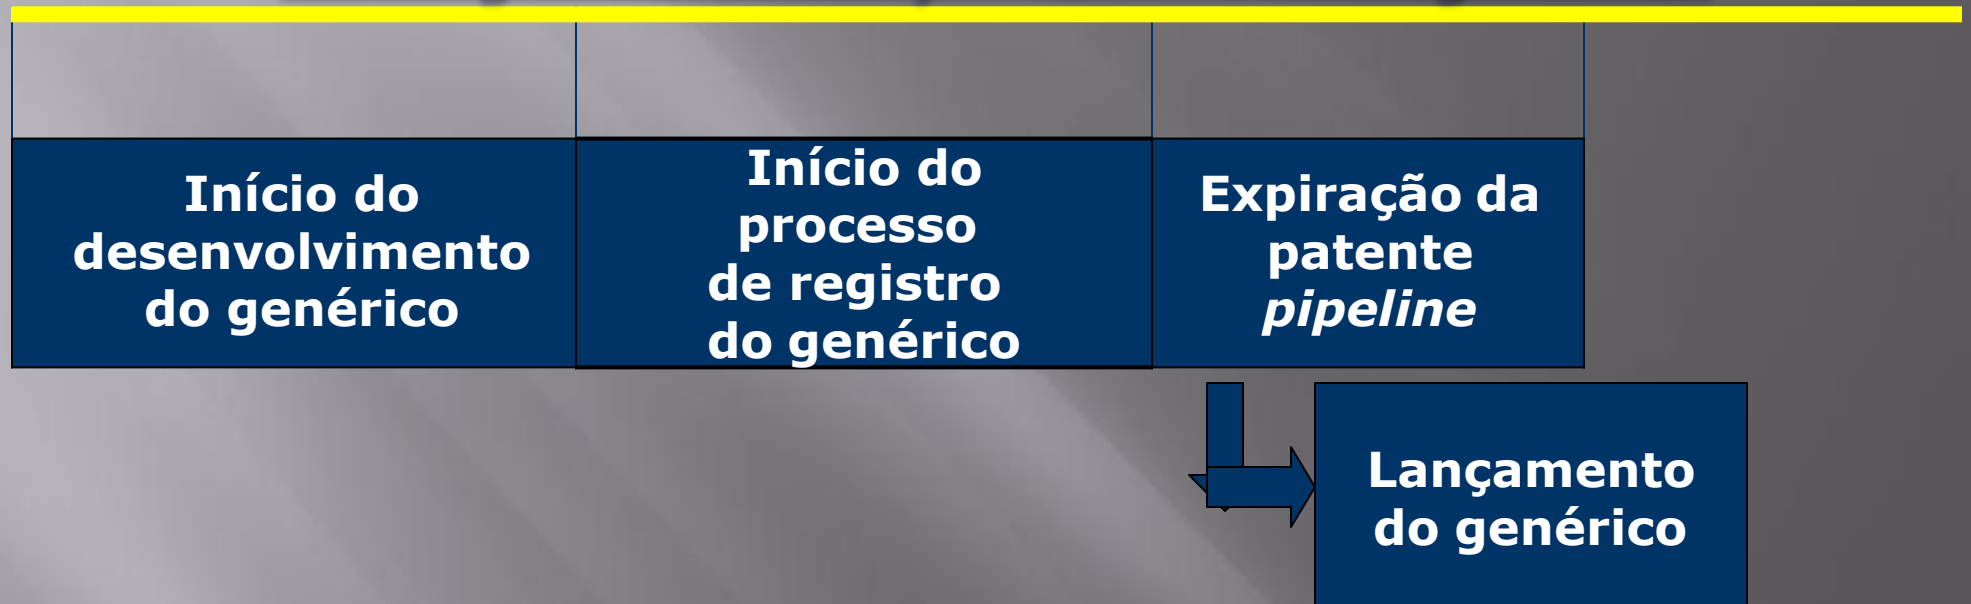 Início do
desenvolvimento
do genérico
Início do
processo
de registro
do genérico
Expiração da
patente
pipeline
Lançamento
do genérico